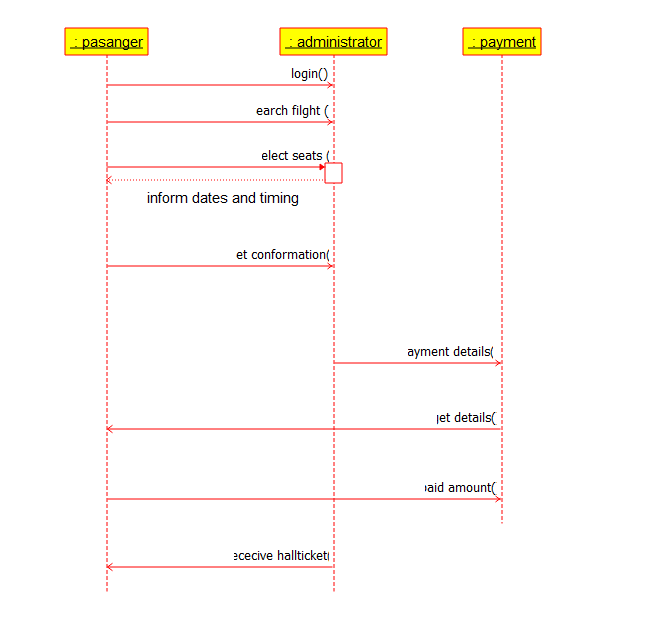 : pasanger
: administrator
: payment
login()
earch filght (
elect seats (
inform dates and timing
et conformation(
ayment details(
get details(
paid amount(
ececive hallticket(